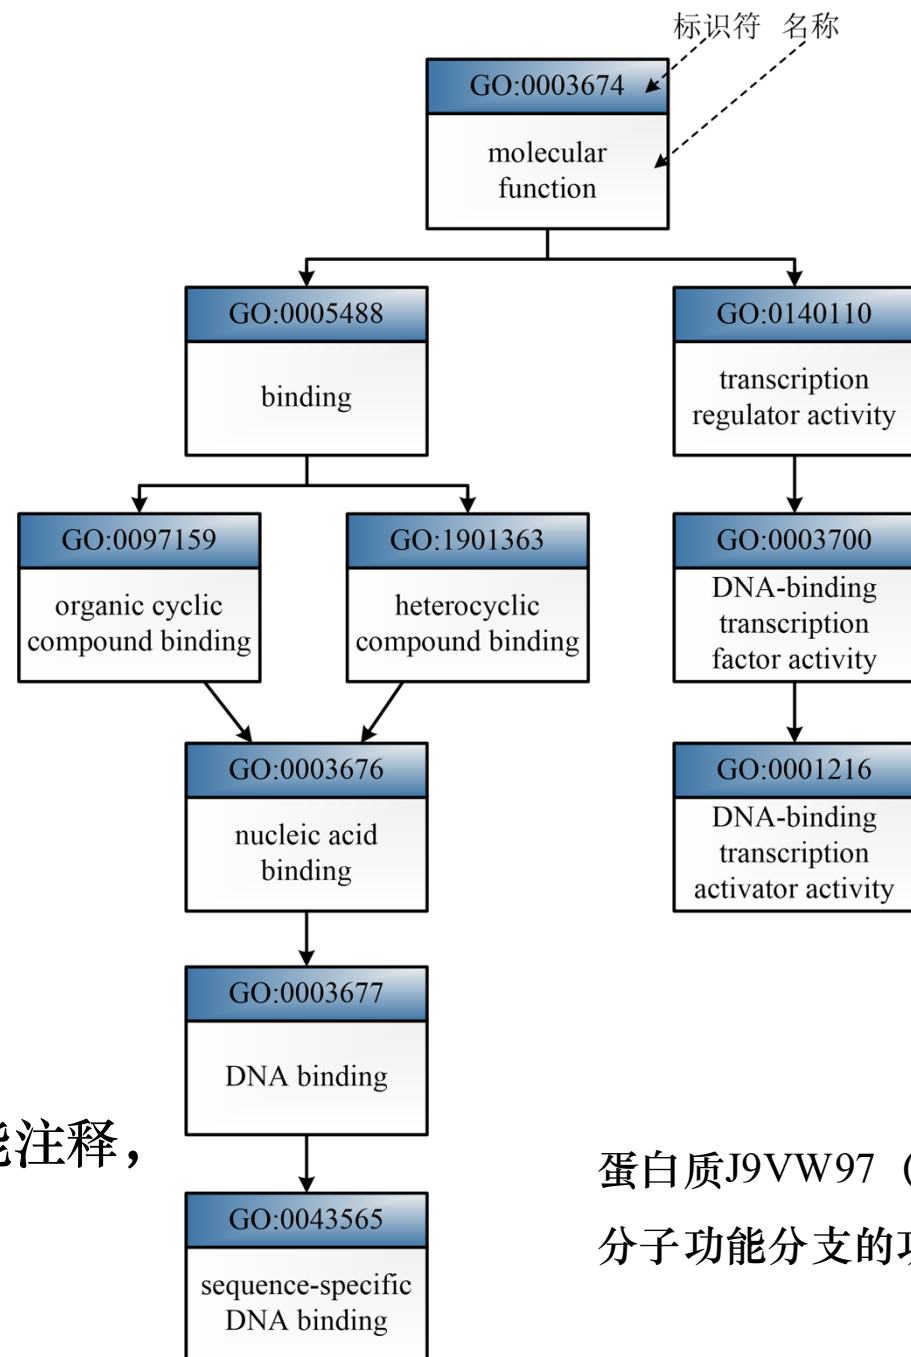 标识符 名称
GO:0003674
molecular
function
GO:0005488
binding
GO:0140110
transcription
regulator activity
GO:0097159
organic cyclic
compound binding
GO:1901363
heterocyclic
compound binding
GO:0003700
DNA-binding
transcription
factor activity
GO:0003676
nucleic acid
binding
GO:0001216
DNA-binding
transcription
activator activity
GO:0003677
DNA binding
注释，
蛋白质J9VW97（
分子功能分支的
GO:0043565
sequence-specific
DNA binding